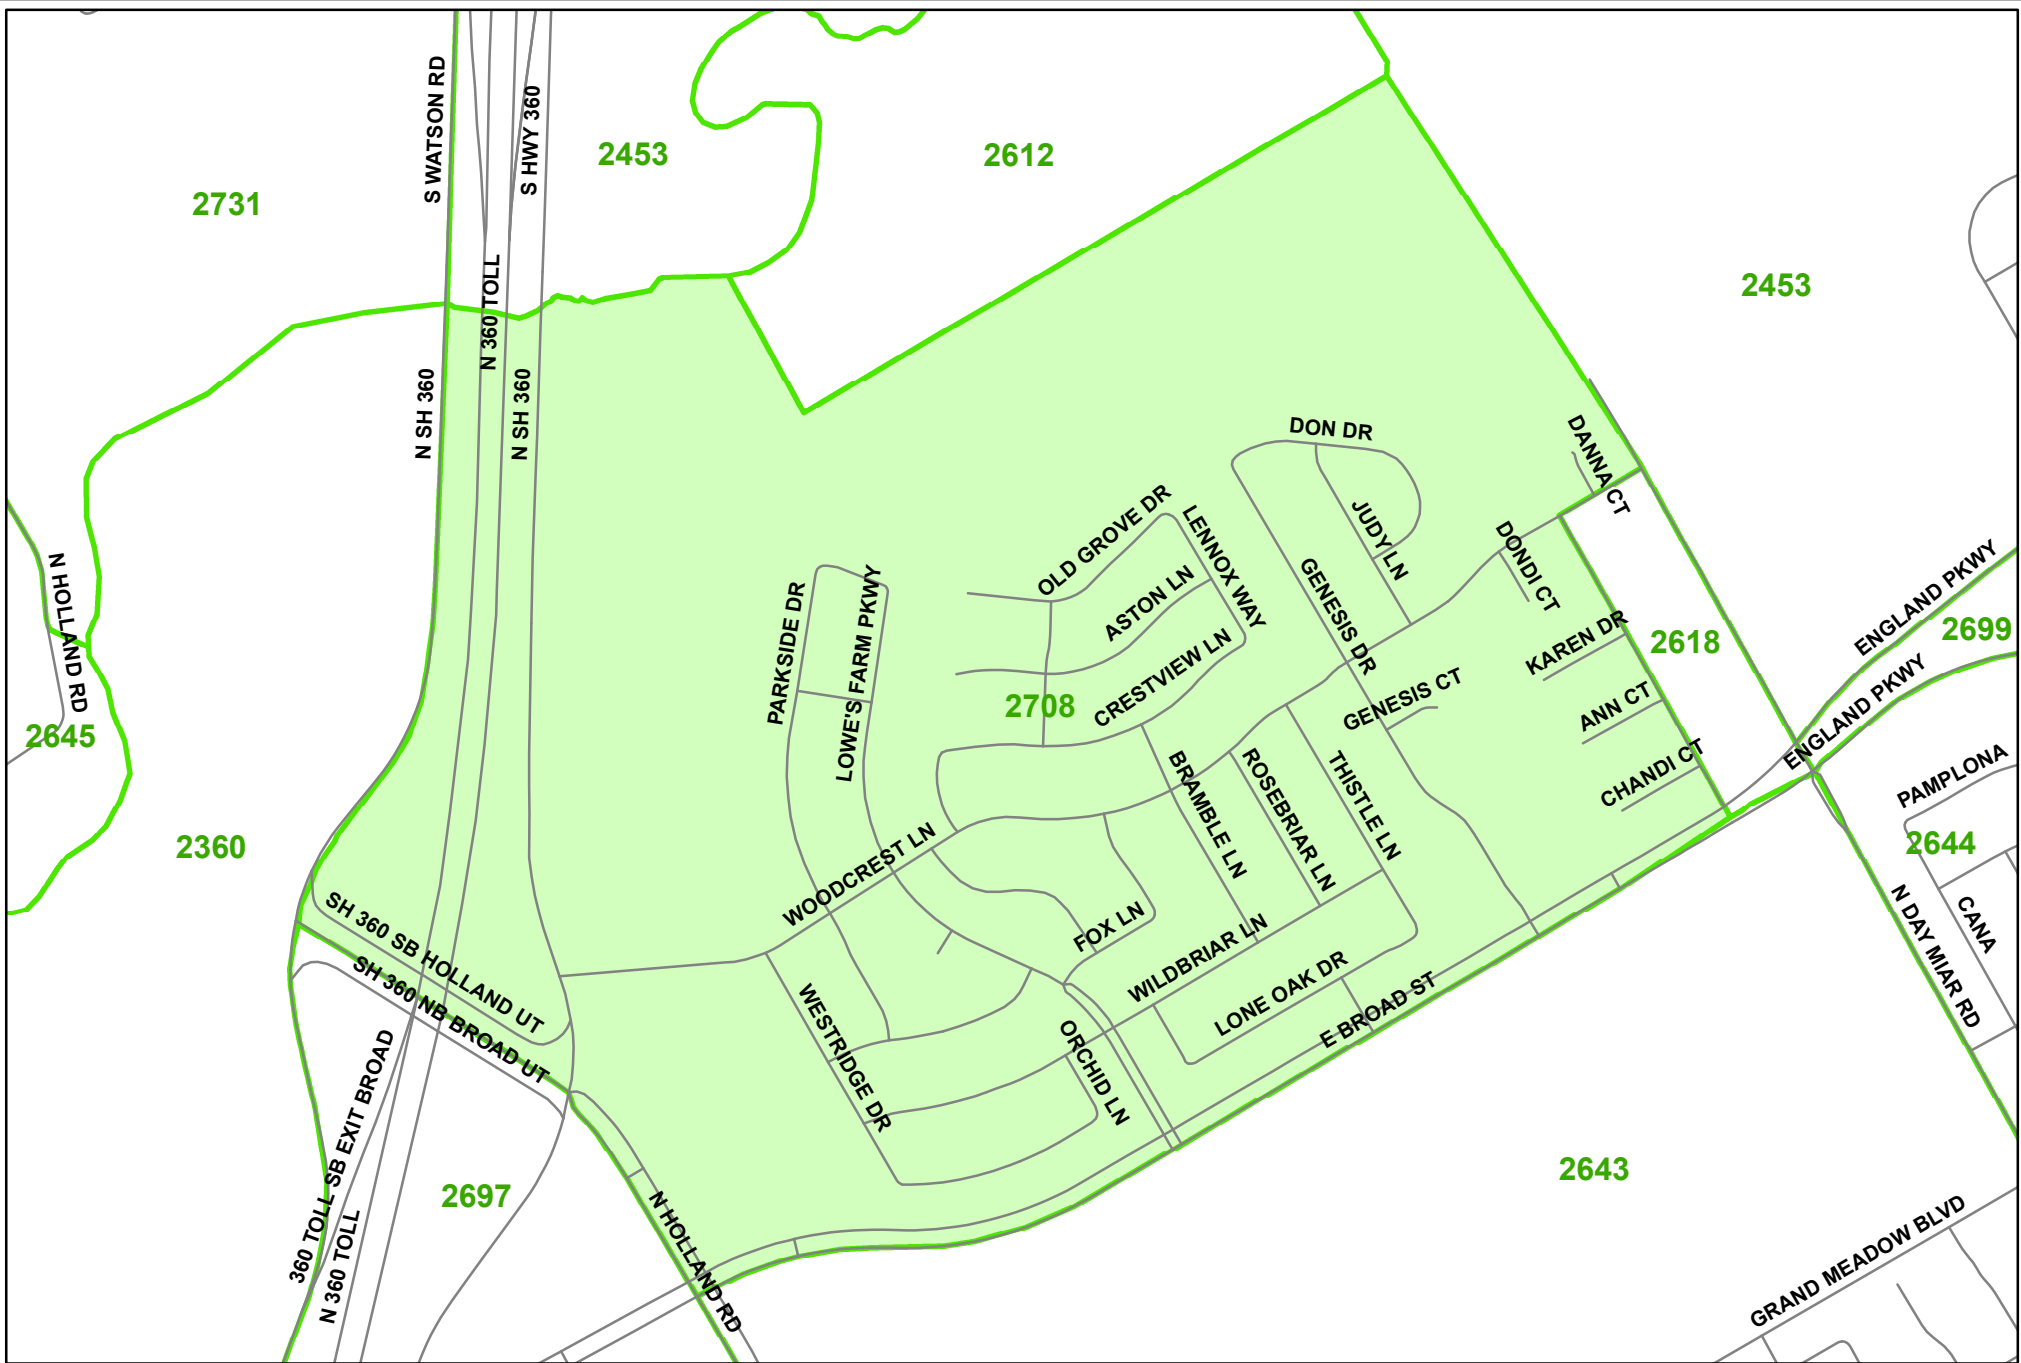 S WATSON RD
S HWY 360
2453
2612
2731
N 360 TOLL
2453
N SH 360
N SH 360
DON DR
DANNA CT
OLD GROVE DR
LENNOX WAY
JUDY LN
DONDI CT
N HOLLAND RD
PARKSIDE DR
LOWE'S FARM PKWY
ASTON LN
GENESIS DR
ENGLAND PKWY
2699
KAREN DR
2618
CRESTVIEW LN
2708
GENESIS CT
ANN CT
ENGLAND PKWY
2645
BRAMBLE LN
ROSEBRIAR LN
THISTLE LN
CHANDI CT
PAMPLONA
2360
2644
WOODCREST LN
FOX LN
WILDBRIAR LN
N DAY MIAR RD
CANA
SH 360 SB HOLLAND UT
SH 360 NB BROAD UT
LONE OAK DR
E BROAD ST
WESTRIDGE DR
ORCHID LN
360 TOLL SB EXIT BROAD
2697
2643
N 360 TOLL
N HOLLAND RD
GRAND MEADOW BLVD